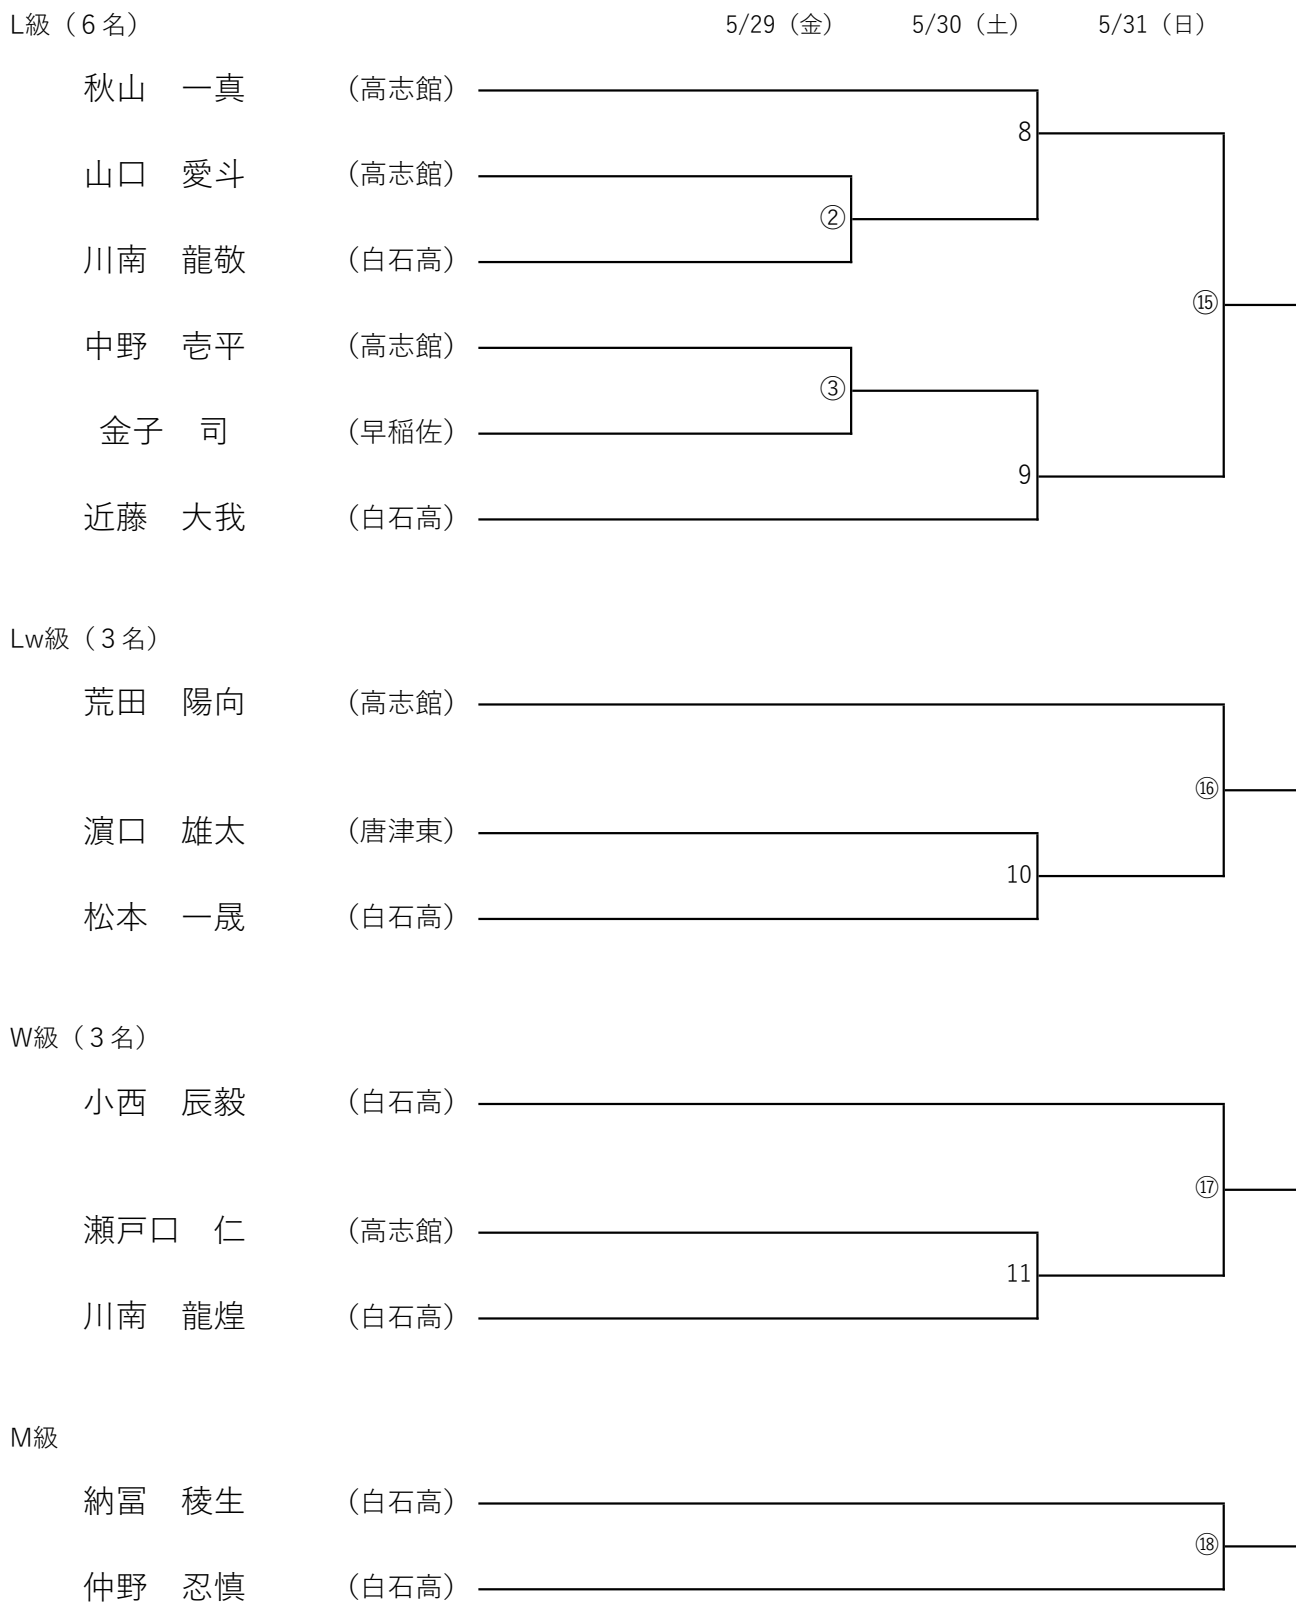 L級（６名） 5/29（金） 5/30（土） 5/31（日）
秋山　一真 （高志館）
8
山口　愛斗 （高志館）
②
川南　龍敬 （白石高）
⑮
中野　壱平 （高志館）
③
金子　司 （早稲佐）
9
近藤　大我 （白石高）
Lw級（３名）
荒田　陽向 （高志館）
⑯
濵口　雄太 （唐津東）
10
松本　一晟 （白石高）
W級（３名）
小西　辰毅 （白石高）
⑰
瀬戸口　仁 （高志館）
11
川南　龍煌 （白石高）
M級
納冨　稜生 （白石高）
⑱
仲野　忍慎 （白石高）